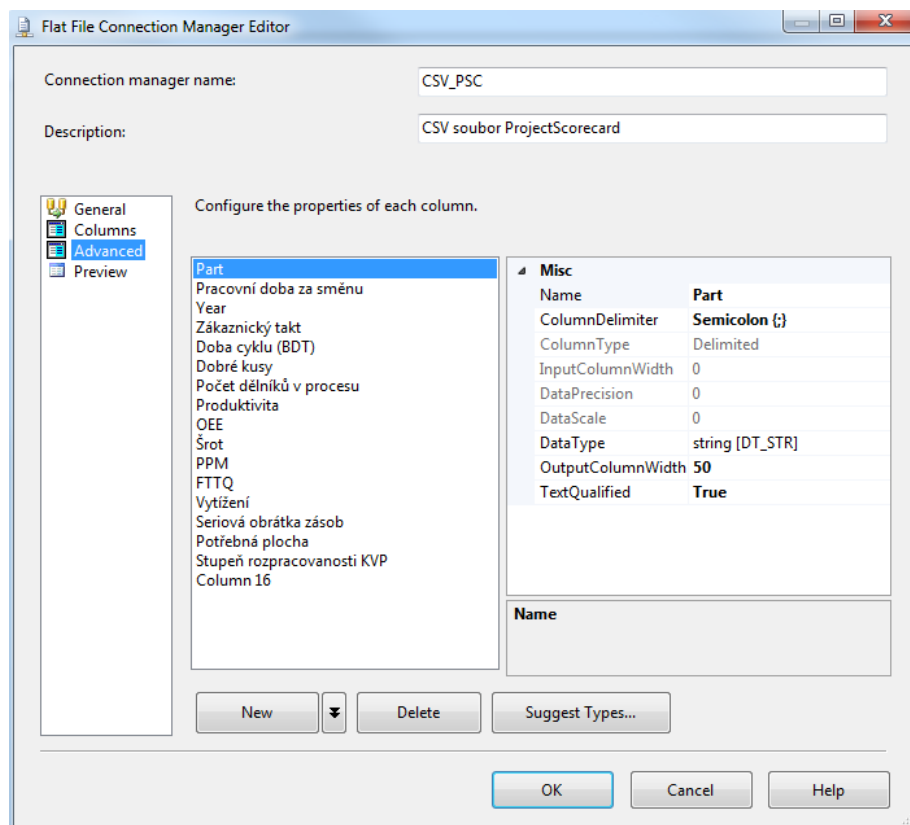 Flat File Connection Manager Editor
Connection manager name: CSV_PSC
Description: CSV soubor ProjectScorecard
General
Columns
Advanced
Preview
Configure the properties of each column.
Part
Pracovní doba za směnu
Year
Zákaznický takt
Doba cyklu (BDT)
Dobré kusy
Počet dělníků v procesu
Produktivita
OEE
Šrot
PPM
FTTQ
Vytížení
Seriová obrátka zásob
Potřebná plocha
Stupeň rozpracovanosti KVP
Column 16
Misc
Name Part
ColumnDelimiter Semicolon {;}
ColumnType Delimited
InputColumnWidth 0
DataPrecision 0
DataScale 0
DataType string [DT_STR]
OutputColumnWidth 50
TextQualified True
Name
New Delete Suggest Types...
OK Cancel Help